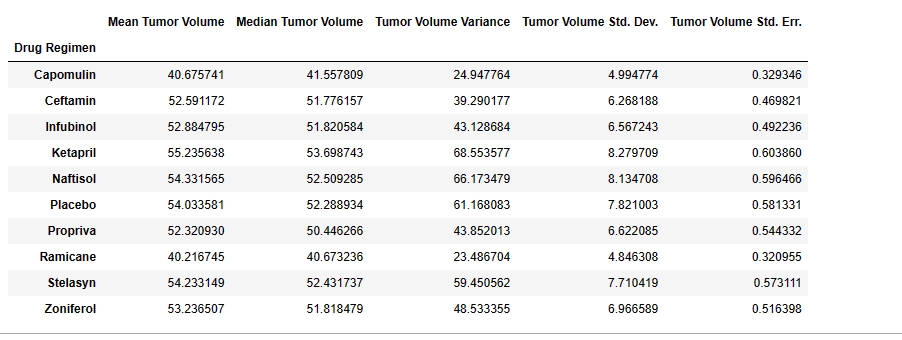 Mean Tumor Volume Median Tumor Volume Tumor Volume Variance Tumor Volume Std. Dev. Tumor Volume Std. Err.
Drug Regimen
Capomulin 40.675741 41.557809 24.947764 4.994774 0.329346
Ceftamin 52.591172 51.776157 39.290177 6.268188 0.469821
Infubinol 52.884795 51.820584 43.128684 6.567243 0.492236
Ketapril 55.235638 53.698743 68.553577 8.279709 0.603860
Naftisol 54.331565 52.509285 66.173479 8.134708 0.596466
Placebo 54.033581 52.288934 61.168083 7.821003 0.581331
Propriva 52.320930 50.446266 43.852013 6.622085 0.544332
Ramicane 40.216745 40.673236 23.486704 4.846308 0.320955
Stelasyn 54.233149 52.431737 59.450562 7.710419 0.573111
Zoniferol 53.236507 51.818479 48.533355 6.966589 0.516398